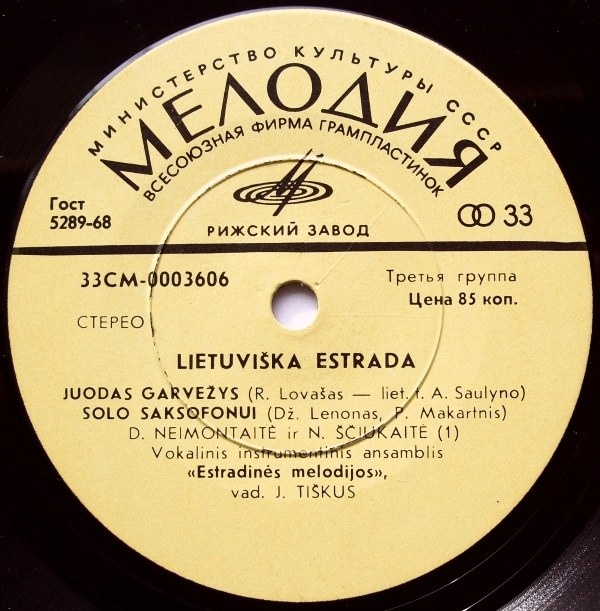 МИНИСТЕРСТВО КУЛЬТУРЫ СССР
МЕЛОДИЯ
ВСЕСОЮЗНАЯ ФИРМА ГРАМПЛАСТИНОК
Гост
5289-68
33
РИЖСКИЙ ЗАВОД
33СМ-0003606
Третья группа
Цена 85 коп.
СТЕРЕО
LIETUVIŠKA ESTRADA
JUODAS GARVEŽYS (R. Lovašas — liet. t. A. Saulyno)
SOLO SAKSOFONUI (Dž. Lenonas, P. Makartnis)
D. NEIMONTAITĖ ir N. ŠČIUKAITĖ (1)
Vokalinis instrumentinis ansamblis
«Estradinės melodijos»,
vad. J. TIŠKUS